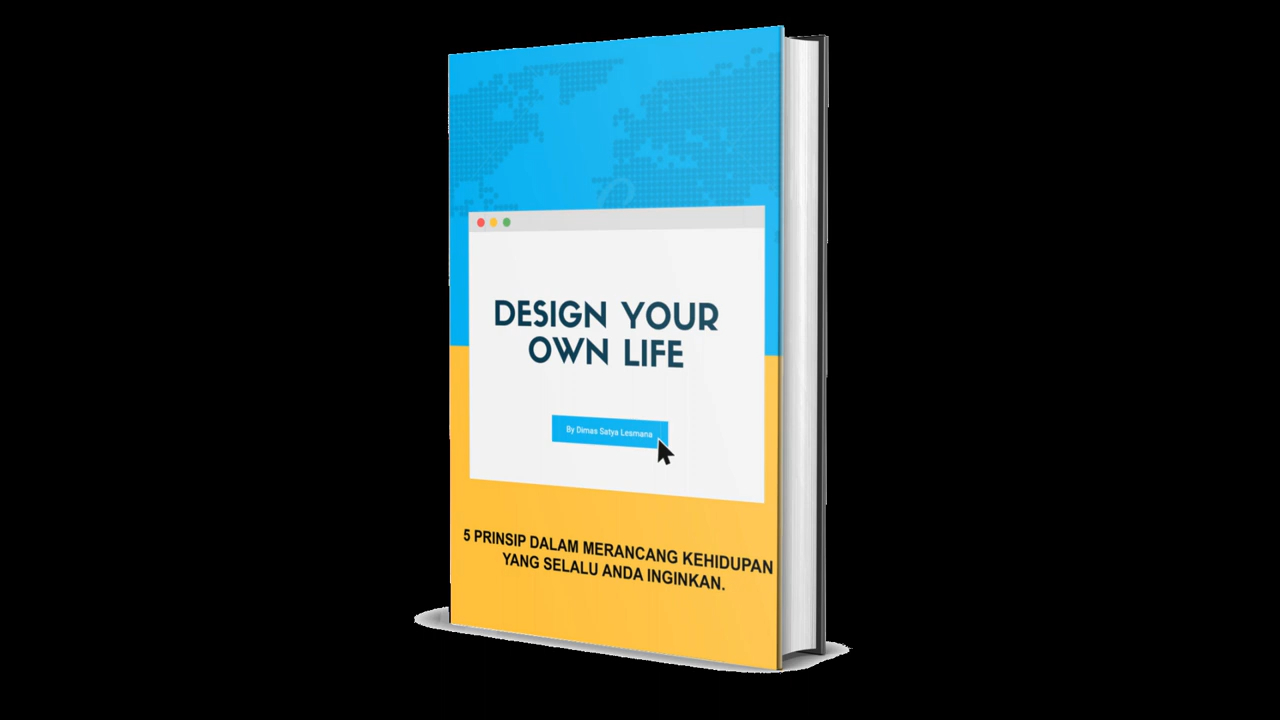 DESIGN YOUR
OWN LIFE
By Dimas Satya Lesmana
5 PRINSIP DALAM MERANCANG KEHIDUPAN
YANG SELALU ANDA INGINKAN.